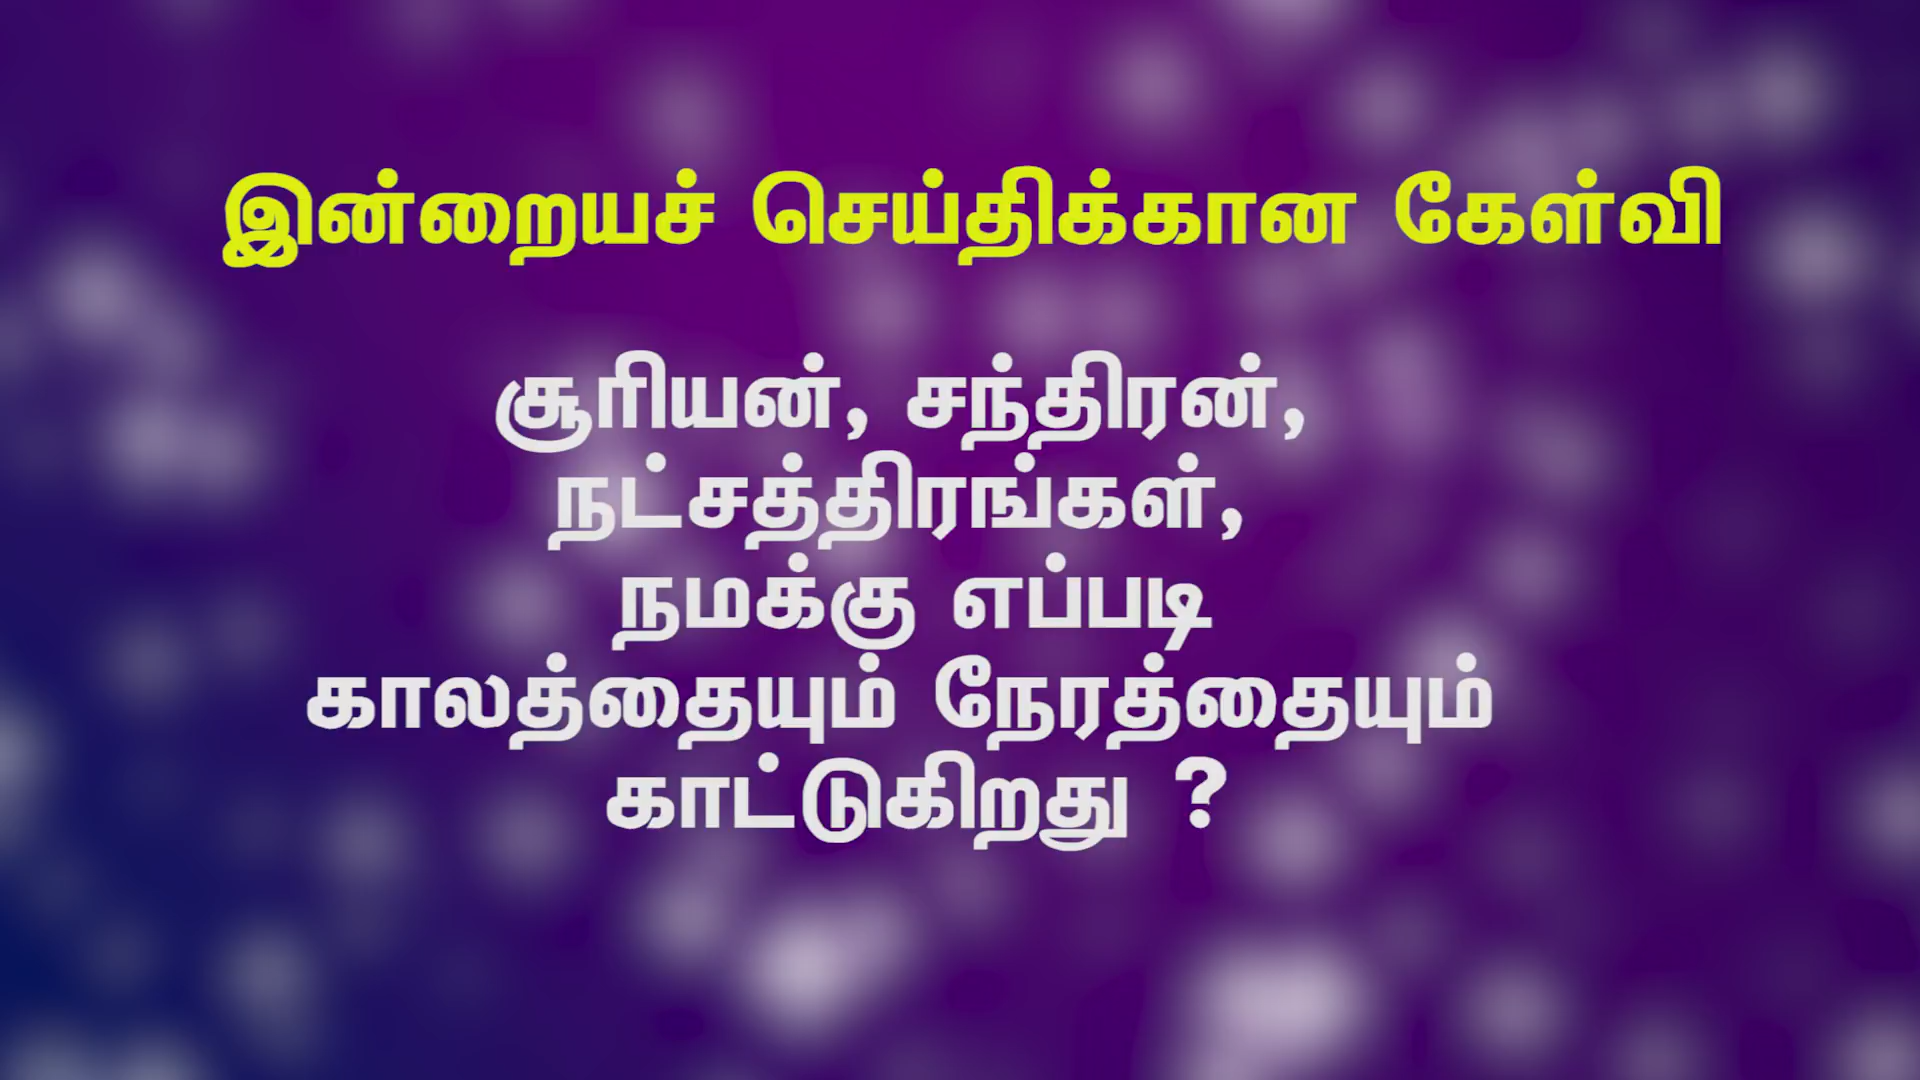 இன்றையச் செய்திக்கான கேள்வி
சூரியன், சந்திரன்,
நட்சத்திரங்கள்,
நமக்கு எப்படி
காலத்தையும் நேரத்தையும்
காட்டுகிறது ?